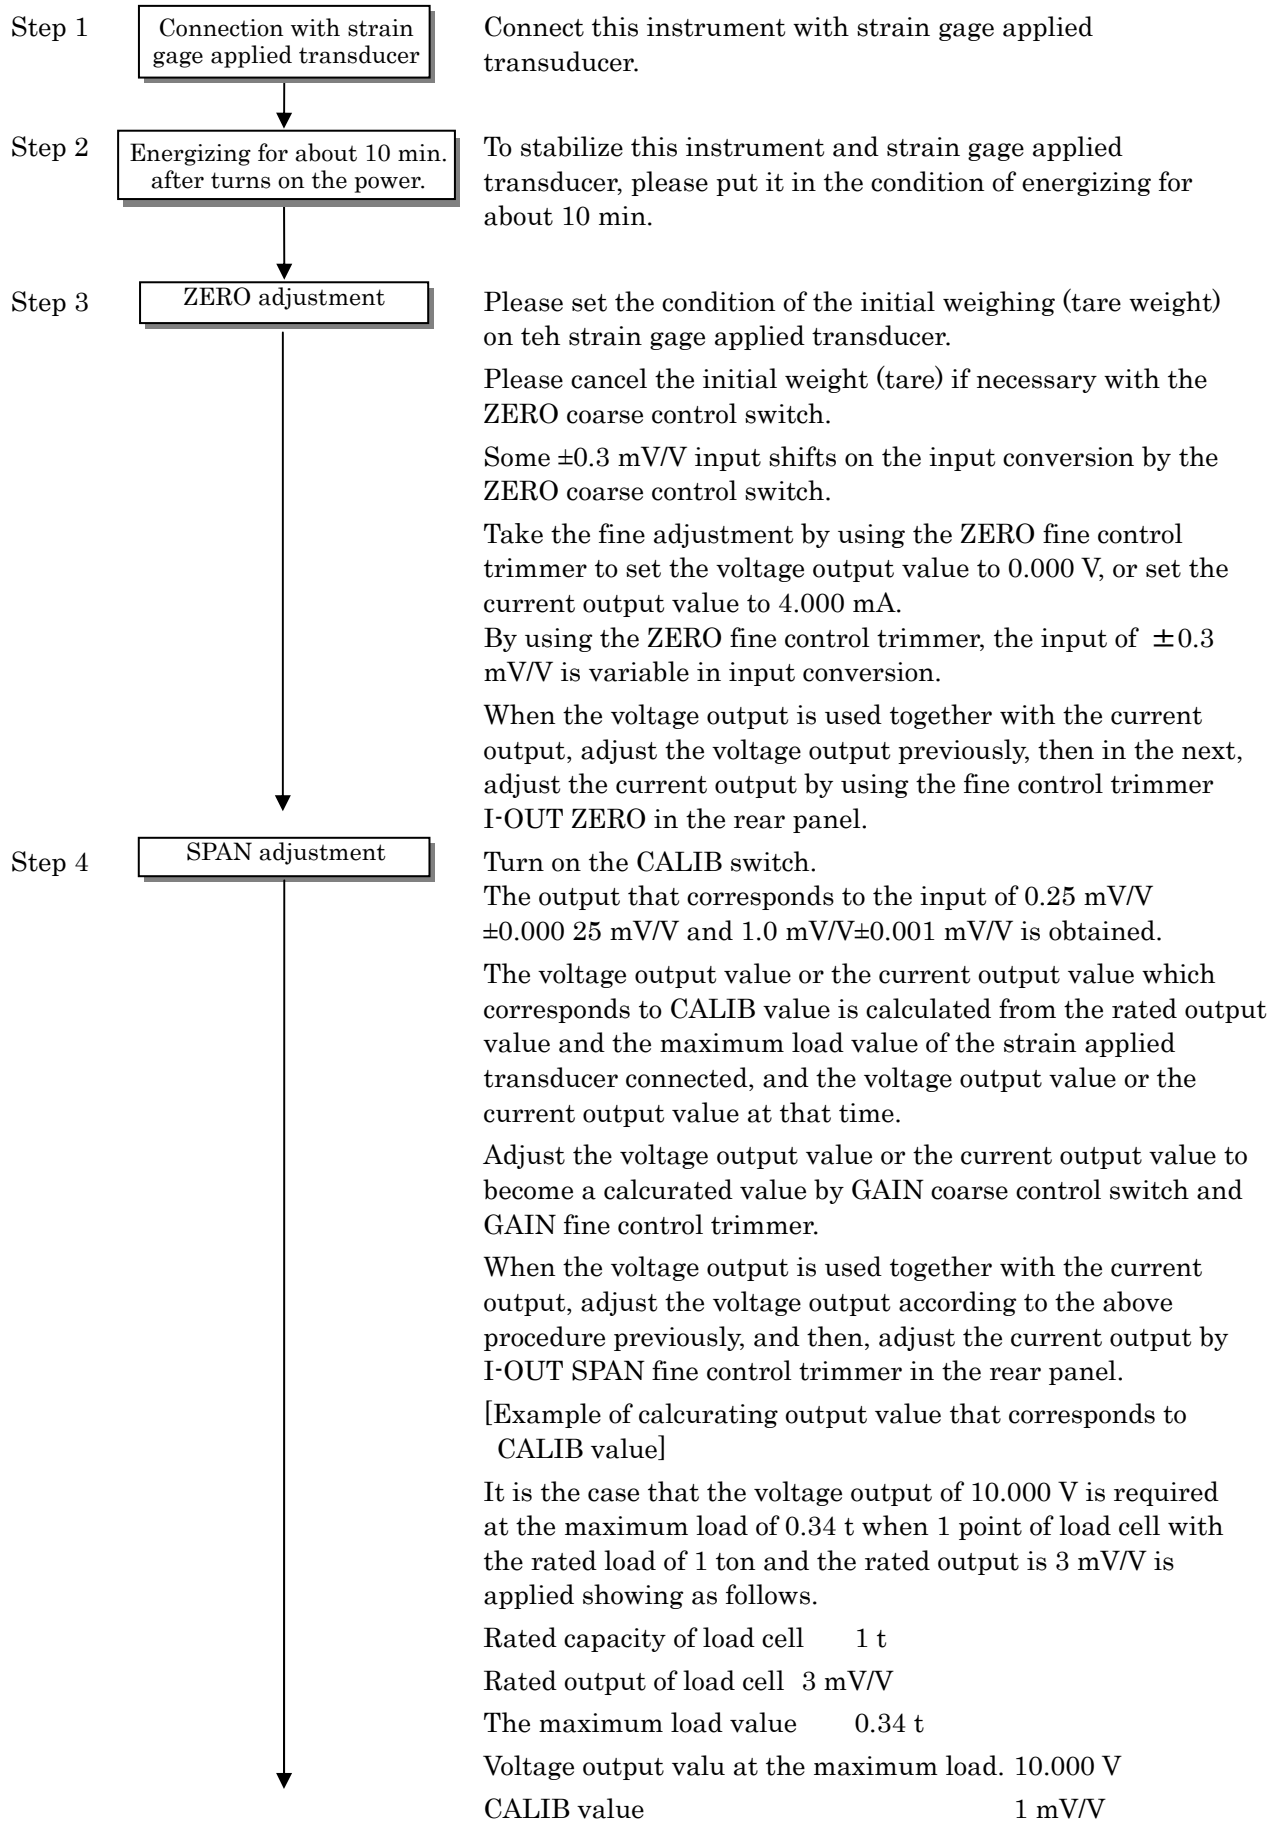 Step 1
Connection with strain
gage applied transducer
Connect this instrument with strain gage applied
transuducer.
Step 2
Energizing for about 10 min.
after turns on the power.
To stabilize this instrument and strain gage applied
transducer, please put it in the condition of energizing for
about 10 min.
Step 3
ZERO adjustment
Please set the condition of the initial weighing (tare weight)
on teh strain gage applied transducer.
Please cancel the initial weight (tare) if necessary with the
ZERO coarse control switch.
Some ±0.3 mV/V input shifts on the input conversion by the
ZERO coarse control switch.
Take the fine adjustment by using the ZERO fine control
trimmer to set the voltage output value to 0.000 V, or set the
current output value to 4.000 mA.
By using the ZERO fine control trimmer, the input of ±0.3
mV/V is variable in input conversion.
When the voltage output is used together with the current
output, adjust the voltage output previously, then in the next,
adjust the current output by using the fine control trimmer
I-OUT ZERO in the rear panel.
Step 4
SPAN adjustment
Turn on the CALIB switch.
The output that corresponds to the input of 0.25 mV/V
±0.000 25 mV/V and 1.0 mV/V±0.001 mV/V is obtained.
The voltage output value or the current output value which
corresponds to CALIB value is calculated from the rated output
value and the maximum load value of the strain applied
transducer connected, and the voltage output value or the
current output value at that time.
Adjust the voltage output value or the current output value to
become a calcurated value by GAIN coarse control switch and
GAIN fine control trimmer.
When the voltage output is used together with the current
output, adjust the voltage output according to the above
procedure previously, and then, adjust the current output by
I-OUT SPAN fine control trimmer in the rear panel.
[Example of calcurating output value that corresponds to
CALIB value]
It is the case that the voltage output of 10.000 V is required
at the maximum load of 0.34 t when 1 point of load cell with
the rated load of 1 ton and the rated output is 3 mV/V is
applied showing as follows.
Rated capacity of load cell 1 t
Rated output of load cell 3 mV/V
The maximum load value 0.34 t
Voltage output valu at the maximum load. 10.000 V
CALIB value 1 mV/V